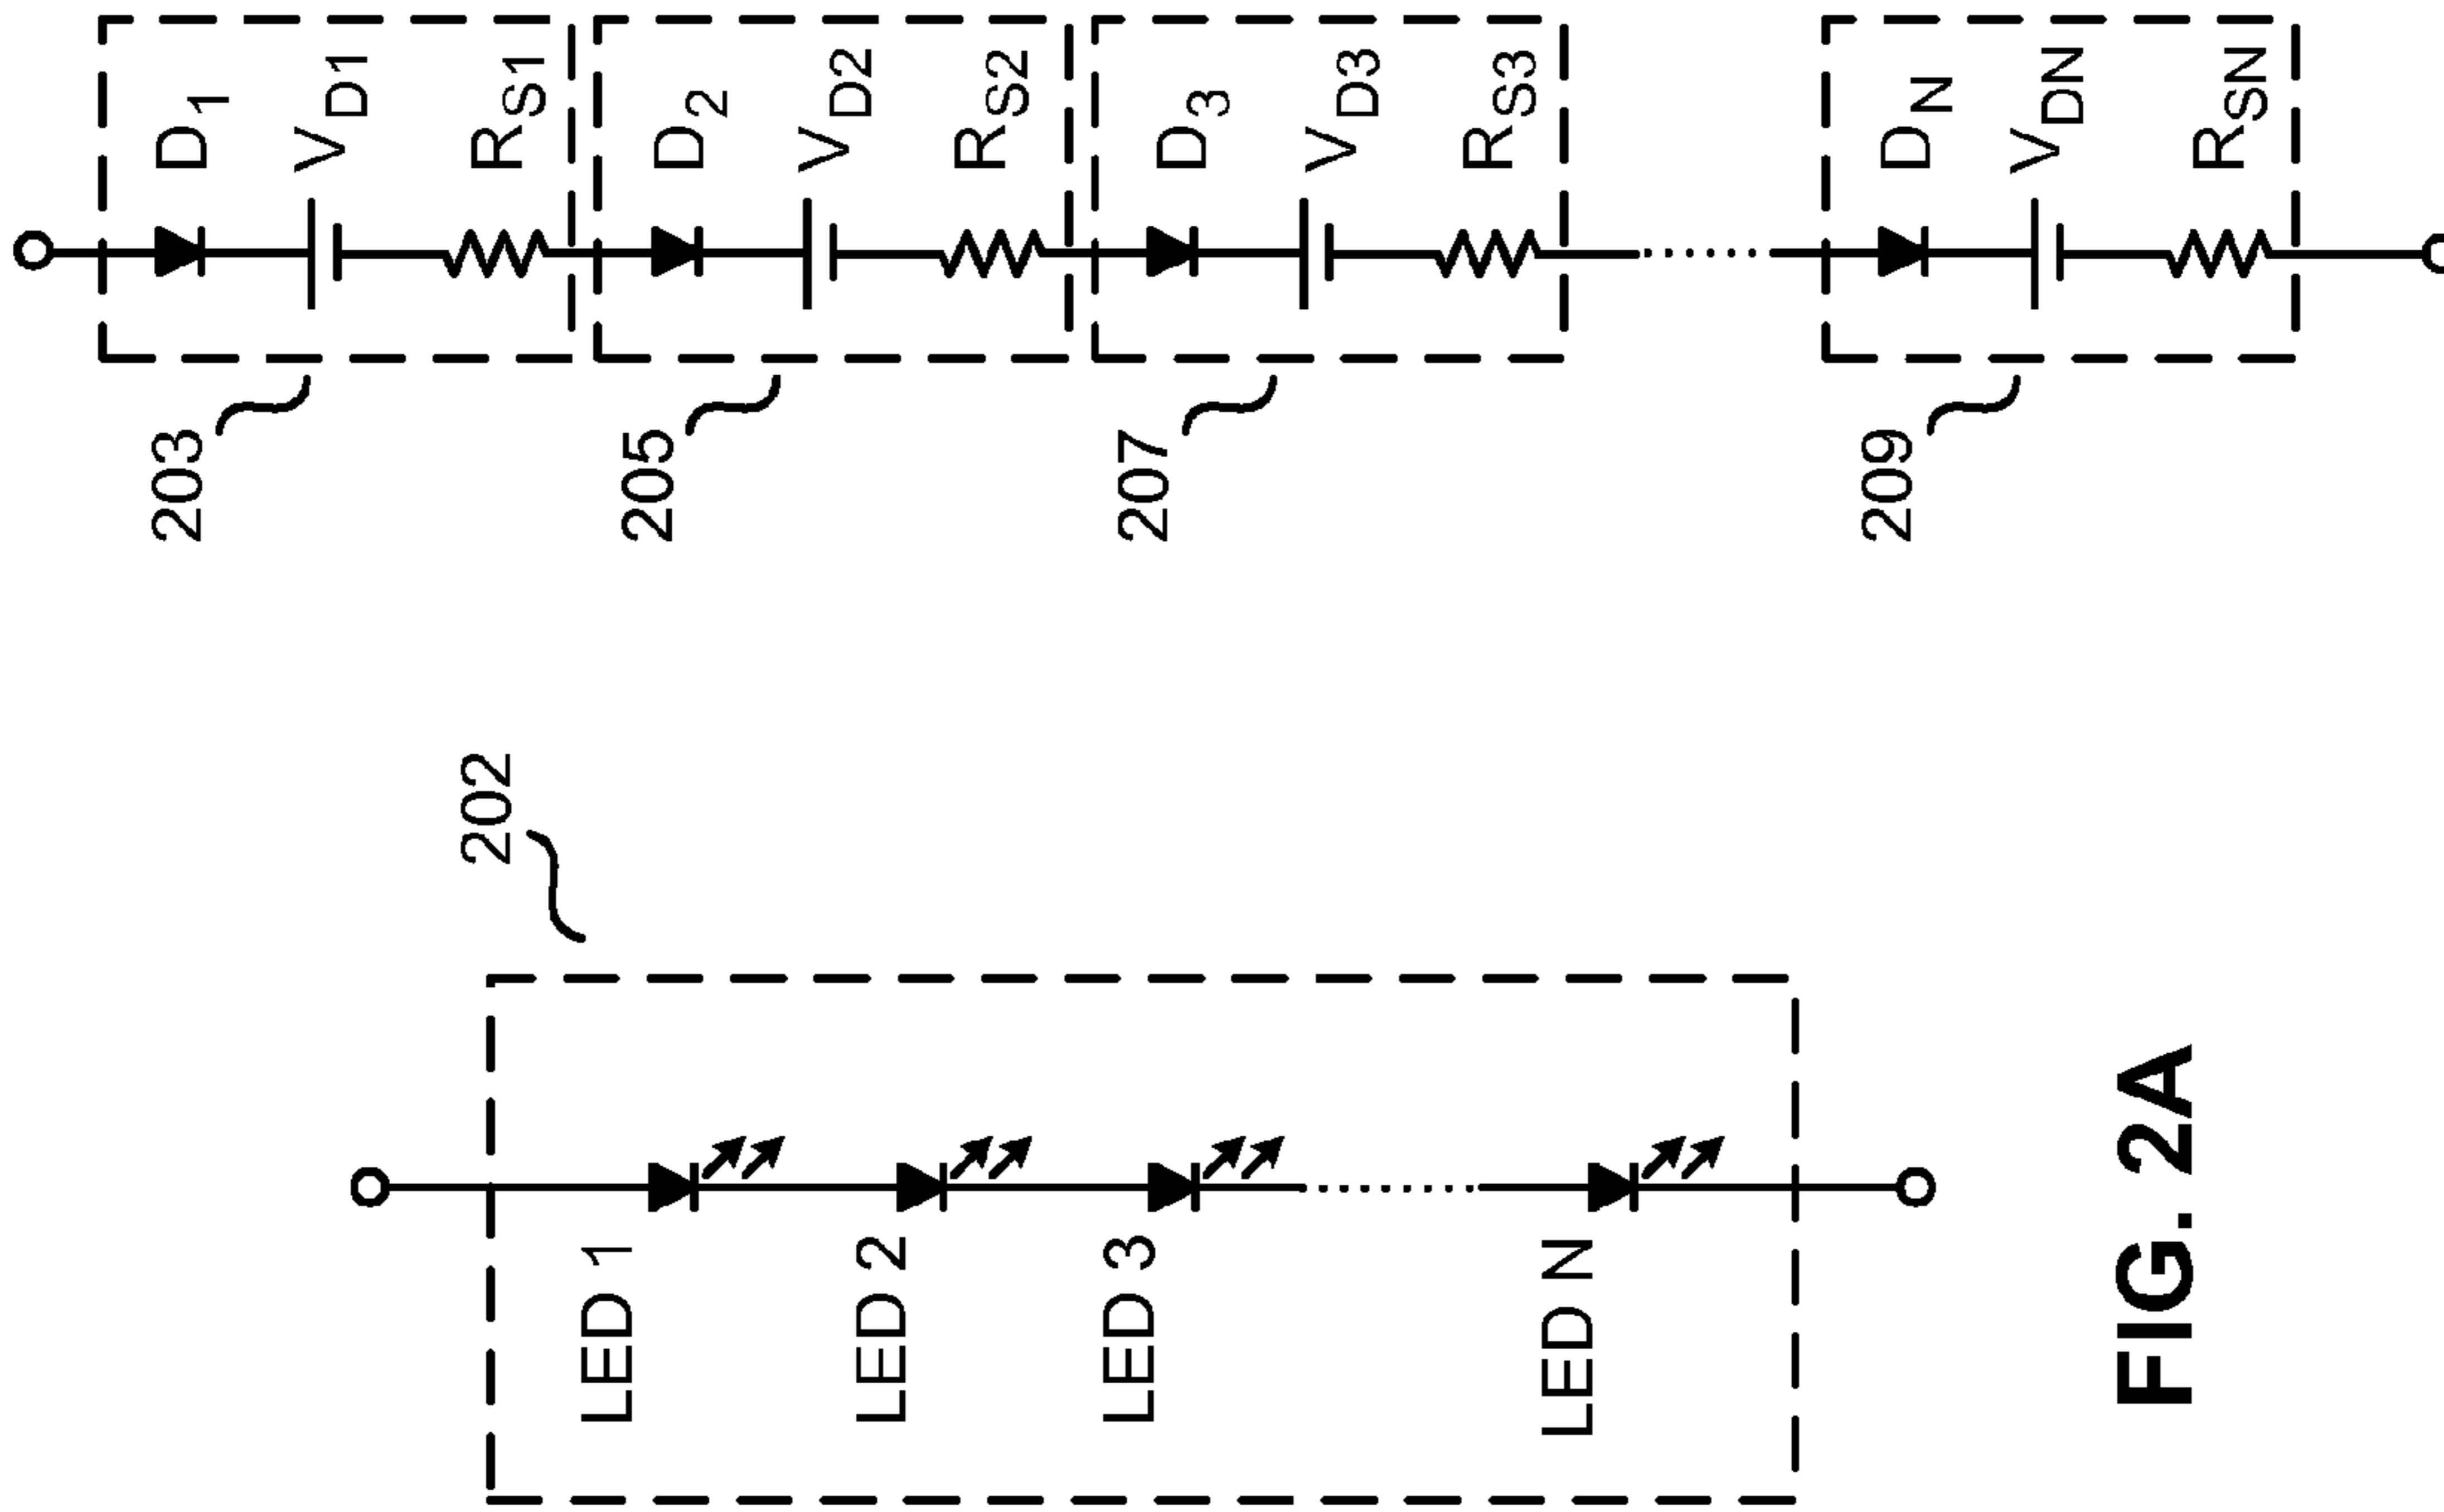 202
LED 1
LED 2
LED 3
LED N
FIG. 2A
203
D1
VD1
RS1
205
D2
VD2
RS2
207
D3
VD3
RS3
209
DN
VDN
RSN